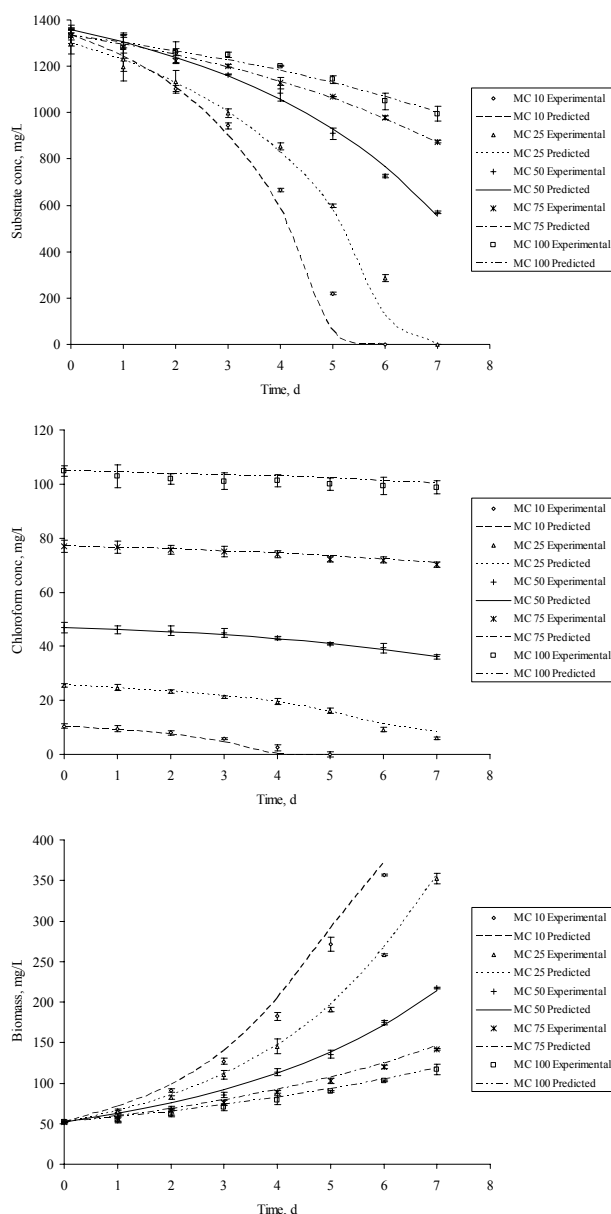 1400
1200
1000
800
600
400
200
0
Substrate conc, mg/L
0 1 2 3 4 5 6 7 8
Time, d
MC 10 Experimental
MC 10 Predicted
MC 25 Experimental
MC 25 Predicted
MC 50 Experimental
MC 50 Predicted
MC 75 Experimental
MC 75 Predicted
MC 100 Experimental
MC 100 Predicted
120
100
80
60
40
20
0
Chloroform conc, mg/L
0 1 2 3 4 5 6 7 8
Time, d
MC 10 Experimental
MC 10 Predicted
MC 25 Experimental
MC 25 Predicted
MC 50 Experimental
MC 50 Predicted
MC 75 Experimental
MC 75 Predicted
MC 100 Experimental
MC 100 Predicted
400
350
300
250
200
150
100
50
0
Biomass, mg/L
0 1 2 3 4 5 6 7 8
Time, d
MC 10 Experimental
MC 10 Predicted
MC 25 Experimental
MC 25 Predicted
MC 50 Experimental
MC 50 Predicted
MC 75 Experimental
MC 75 Predicted
MC 100 Experimental
MC 100 Predicted